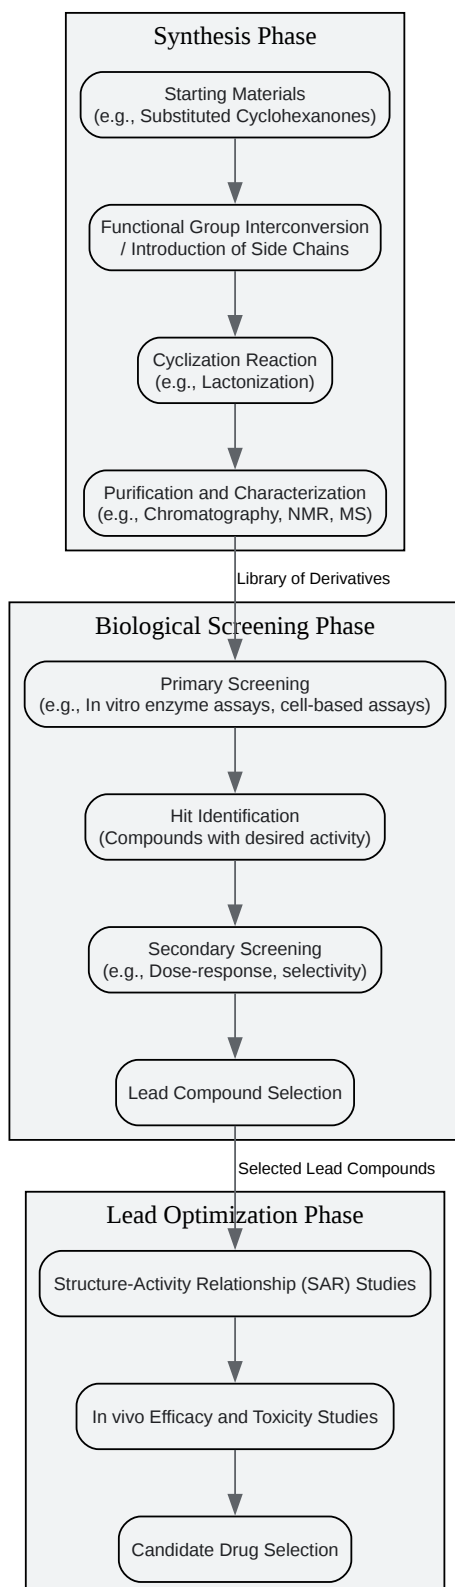 Synthesis Phase
Starting Materials
(e.g., Substituted Cyclohexanones)
Functional Group Interconversion
/ Introduction of Side Chains
Cyclization Reaction
(e.g., Lactonization)
Purification and Characterization
(e.g., Chromatography, NMR, MS)
Library of Derivatives
Biological Screening Phase
Primary Screening
(e.g., In vitro enzyme assays, cell-based assays)
Hit Identification
(Compounds with desired activity)
Secondary Screening
(e.g., Dose-response, selectivity)
Lead Compound Selection
Selected Lead Compounds
Lead Optimization Phase
Structure-Activity Relationship (SAR) Studies
In vivo Efficacy and Toxicity Studies
Candidate Drug Selection